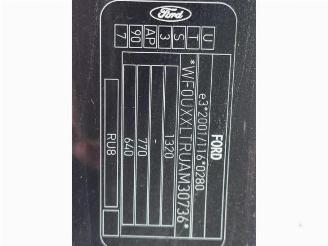 Ford
FORD
e3*2001/116*0280
*WF0UXXLTRUAM30736*
1320
770
640
RU8
U
T
S
3
AP
90
7